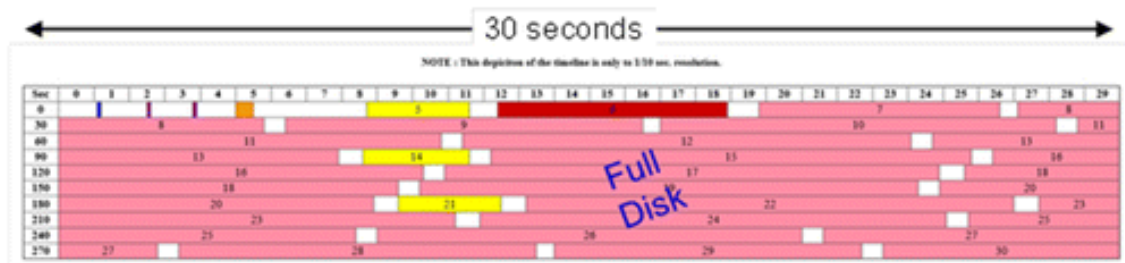 30 seconds
NOTE : This depiciton of the timeline is only to 1/10 sec. resolution.
Sec 0 1 2 3 4 5 6 7 8 9 10 11 12 13 14 15 16 17 18 19 20 21 22 23 24 25 26 27 28 29
0 5 6 7 8
30 8 9 10 11
60 11 12 13
90 13 14 15 16
120 16 17 18
150 18 20
180 20 21 22 23
210 23 24 25
240 25 26 27
270 27 28 29 30
Full
Disk